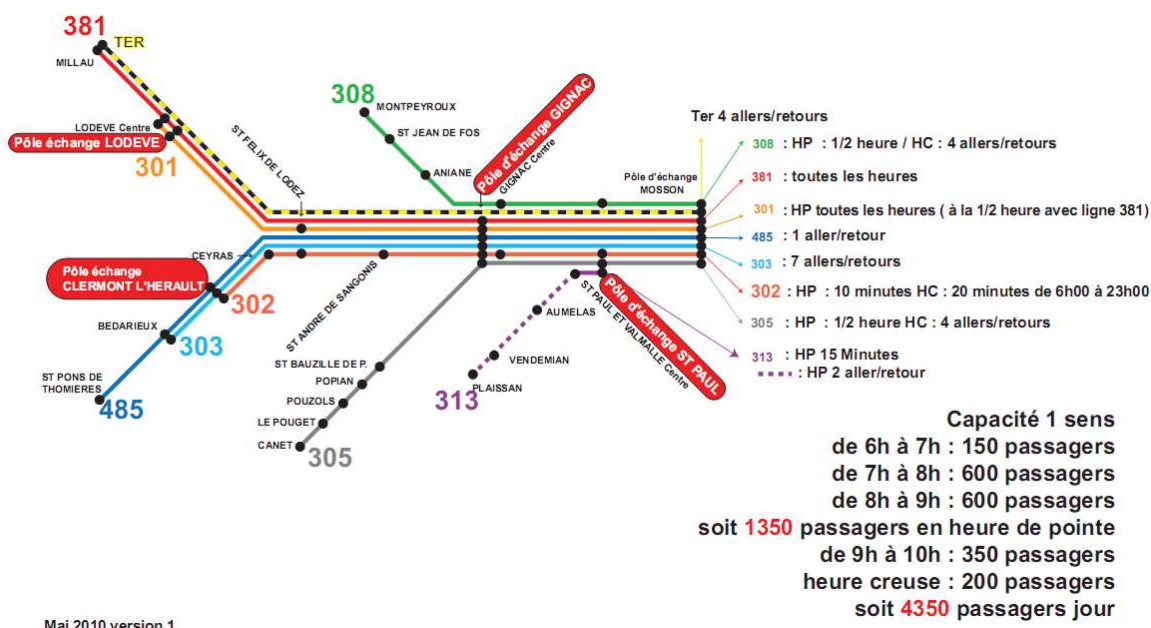 381
TER
MILLAU
LODEVE Centre
Pôle échange LODEVE
301
ST FELIX DE LODEZ
308
MONTPEYROUX
ST JEAN DE FOS
ANIANE
Pôle d'échange GIGNAC
GIGNAC Centre
Pôle d'échange
MOSSON
Ter 4 allers/retours
308 : HP : 1/2 heure / HC : 4 allers/retours
381 : toutes les heures
301 : HP toutes les heures ( à la 1/2 heure avec ligne 381)
485 : 1 aller/retour
303 : 7 allers/retours
302 : HP : 10 minutes HC : 20 minutes de 6h00 à 23h00
305 : HP : 1/2 heure HC : 4 allers/retours
313 : HP 15 Minutes
: HP 2 aller/retour
CEYRAS
Pôle échange
CLERMONT L'HERAULT
302
BEDARIEUX
303
ST PONS DE
THOMIERES
485
ST ANDRE DE SANGONIS
ST BAUZILLE DE P.
POPIAN
POUZOLS
LE POUGET
CANET
305
AUMELAS
VENDEMIAN
PLAISSAN
313
ST PAUL ET VALMALLE Centre
Pôle d'échange ST PAUL
Capacité 1 sens
de 6h à 7h : 150 passagers
de 7h à 8h : 600 passagers
de 8h à 9h : 600 passagers
soit 1350 passagers en heure de pointe
de 9h à 10h : 350 passagers
heure creuse : 200 passagers
soit 4350 passagers jour
Mai 2010 version 1